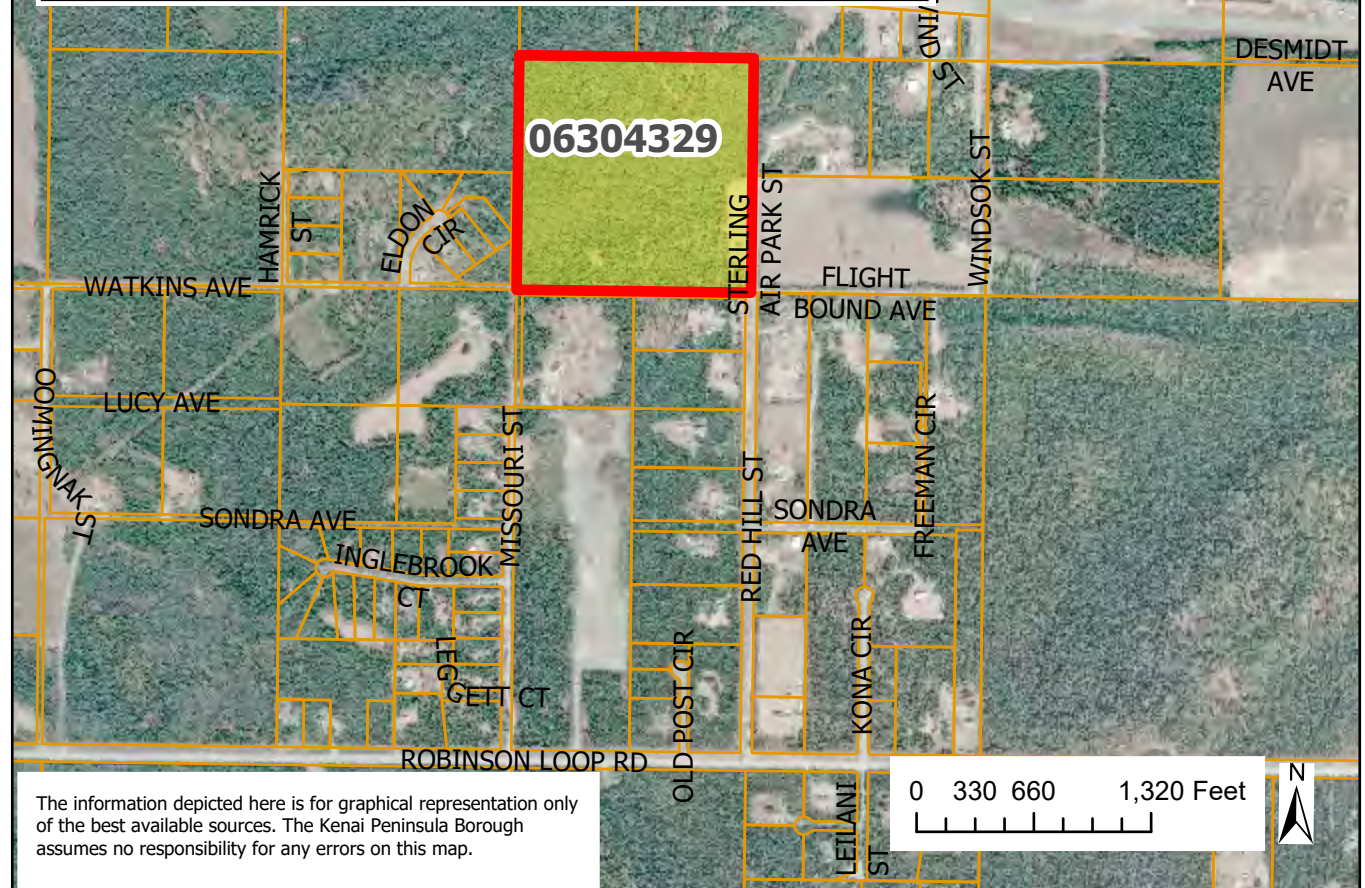 WIND
ST
DESMIDT
AVE
06304329
HAMRICK
ST
ELDON
CIR
STERLING
AIR PARK ST
WINDSOK ST
WATKINS AVE
FLIGHT
BOUND AVE
OOMINGNAK ST
LUCY AVE
MISSOURI ST
FREEMAN CIR
SONDRA AVE
RED HILL ST
SONDRA
AVE
INGLEBROOK
CT
LEG
GETT CT
OLD POST CIR
KONA CIR
ROBINSON LOOP RD
LEILANI
ST
0 330 660 1,320 Feet
N
The information depicted here is for graphical representation only
of the best available sources. The Kenai Peninsula Borough
assumes no responsibility for any errors on this map.